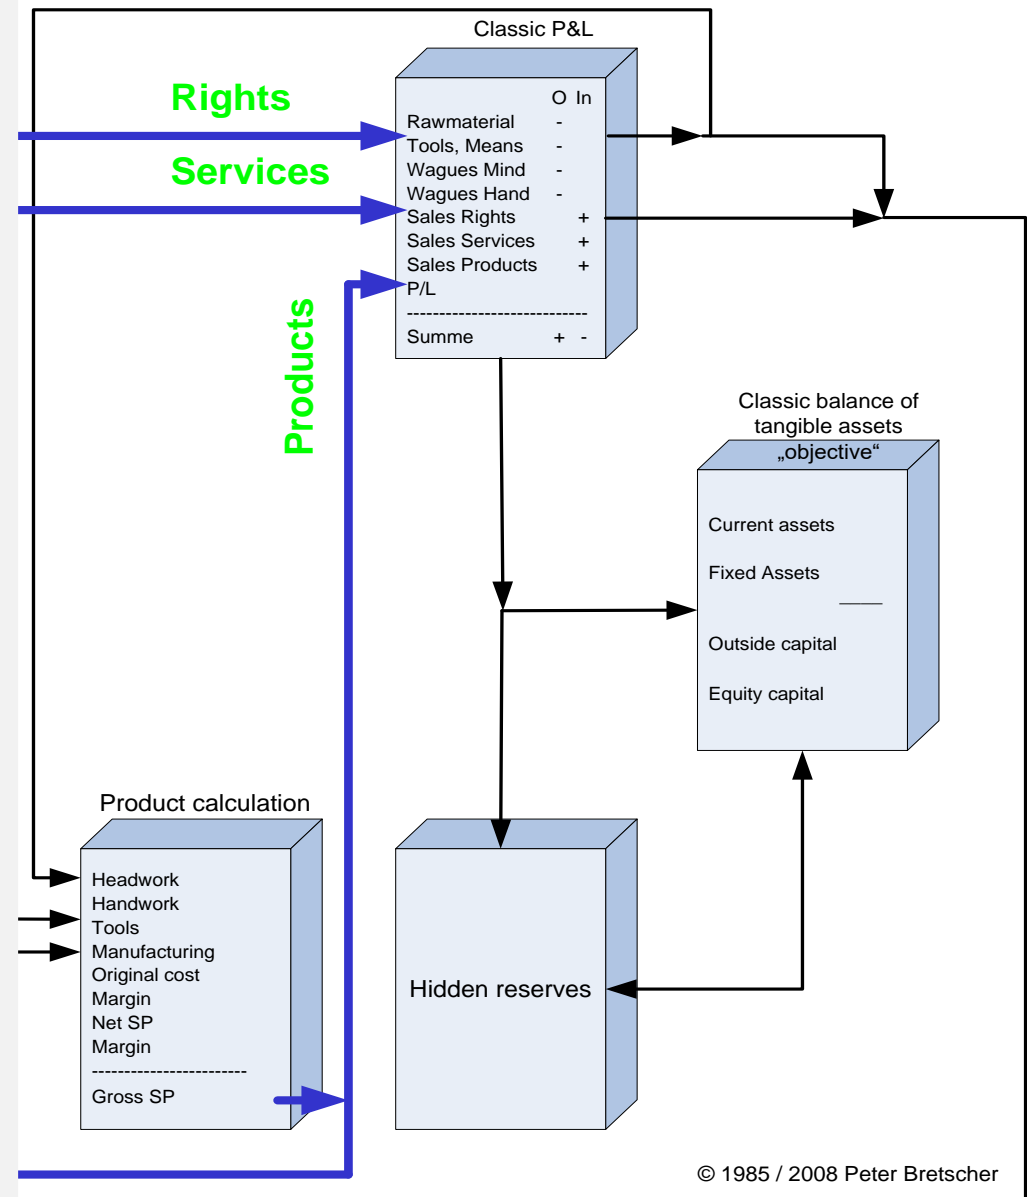 Classic P&L
Rights
Services
Products
O In
Rawmaterial -
Tools, Means -
Wagues Mind -
Wagues Hand -
Sales Rights +
Sales Services +
Sales Products +
P/L
----------------------------
Summe + -
Classic balance of
tangible assets
„objective“
Current assets
Fixed Assets
Outside capital
Equity capital
Product calculation
Headwork
Handwork
Tools
Manufacturing
Original cost
Margin
Net SP
Margin
------------------------
Gross SP
Hidden reserves
© 1985 / 2008 Peter Bretscher